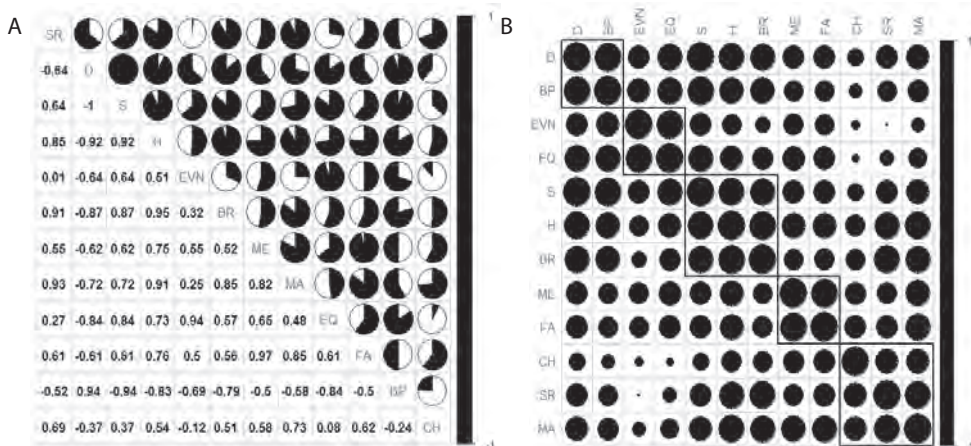 A
B
SR
-0.64 D
0.64 -1 S
0.85 -0.92 0.92 H
0.01 -0.64 0.64 0.51 EVN
0.91 -0.87 0.87 0.95 0.32 BR
0.55 -0.62 0.62 0.75 0.55 0.52 ME
0.93 -0.72 0.72 0.91 0.25 0.85 0.82 MA
0.27 -0.84 0.84 0.73 0.94 0.57 0.65 0.48 EQ
0.61 -0.61 0.61 0.76 0.5 0.56 0.97 0.85 0.61 FA
-0.52 0.94 -0.94 -0.83 -0.69 -0.79 -0.5 -0.58 -0.84 -0.5 BP
0.69 -0.37 0.37 0.54 -0.12 0.51 0.58 0.73 0.08 0.62 -0.24 CH
1
-1
D BP EVN EQ S H BR ME FA CH SR MA
D
BP
EVN
EQ
S
H
BR
ME
FA
CH
SR
MA